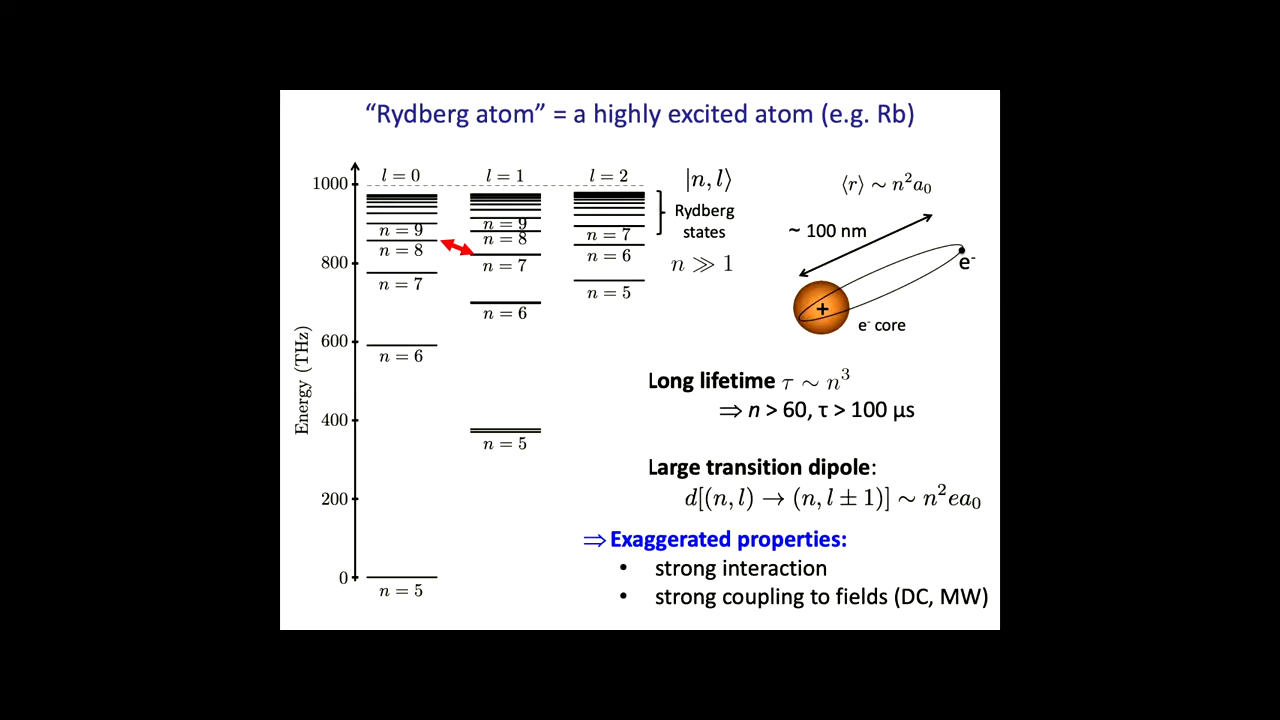 “Rydberg atom” = a highly excited atom (e.g. Rb)
Energy (THz)
1000
800
600
400
200
0
l = 0
n = 9
n = 8
n = 7
n = 6
n = 5
l = 1
n = 9
n = 8
n = 7
n = 6
n = 5
l = 2
n = 7
n = 6
n = 5
|n, l⟩
Rydberg
states
n ≫ 1
⟨r⟩ ∼ n²a₀
~ 100 nm
e⁻
+
e⁻ core
Long lifetime τ ∼ n³
⇒ n > 60, τ > 100 µs
Large transition dipole:
d[(n, l) → (n, l ± 1)] ∼ n²ea₀
⇒ Exaggerated properties:
• strong interaction
• strong coupling to fields (DC, MW)